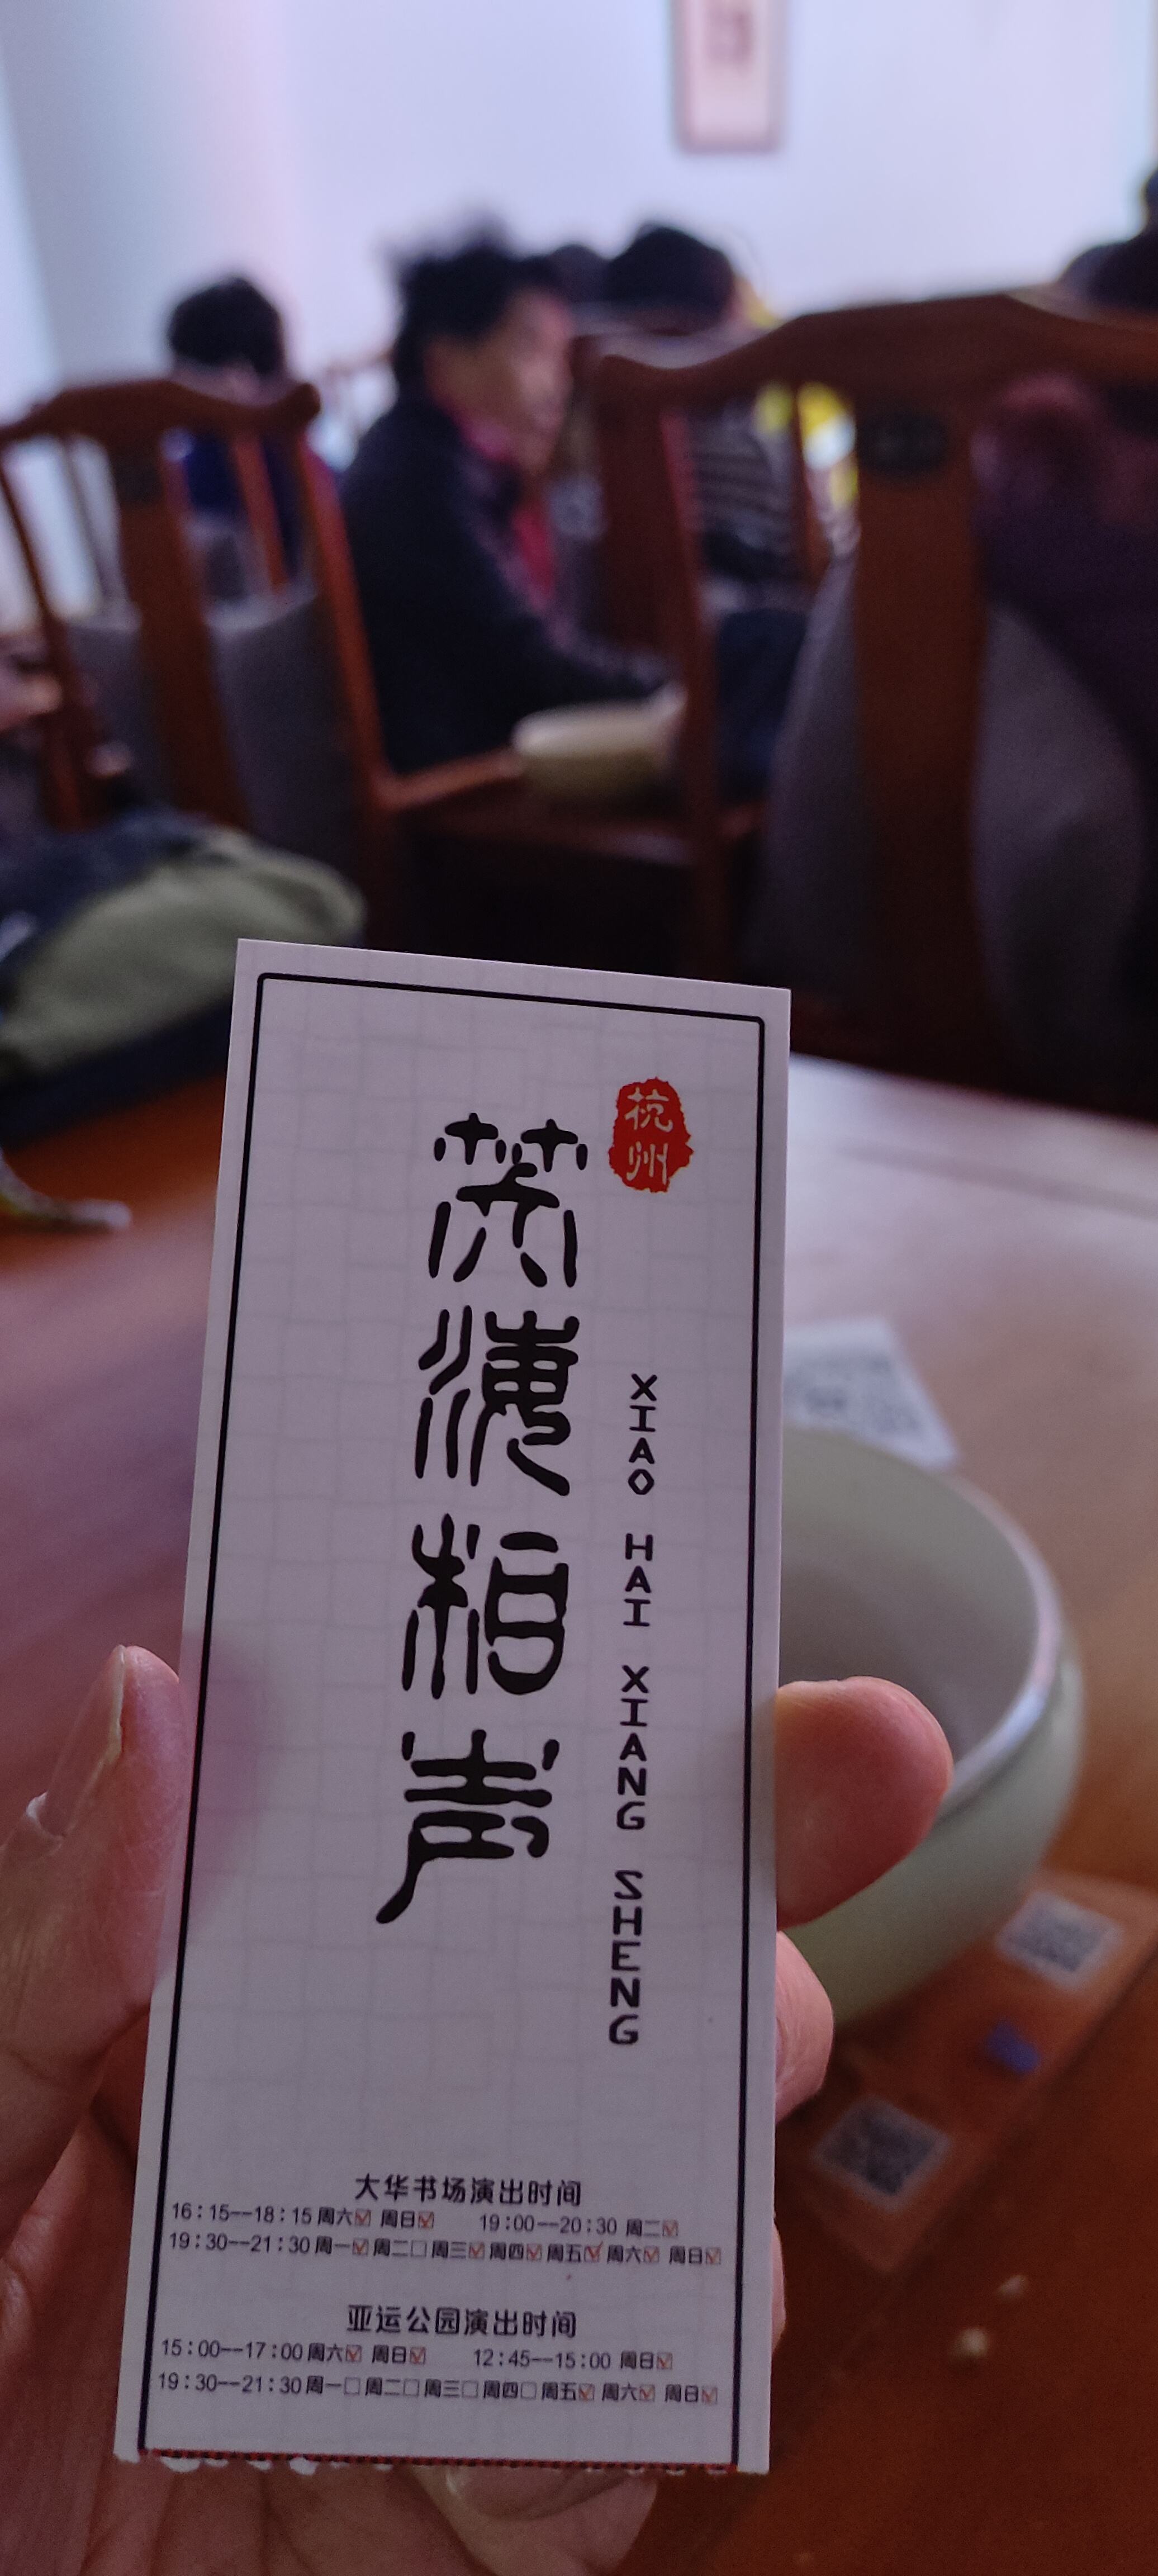 杭州
笑海相声
XIAO HAI XIANG SHENG
大华书场演出时间
16:15--18:15 周六☑ 周日☑ 19:00--20:30 周二☑
19:30--21:30 周一☑ 周二□ 周三☑ 周四☑ 周五☑ 周六☑ 周日☑
亚运公园演出时间
15:00--17:00 周六☑ 周日☑ 12:45--15:00 周日☑
19:30--21:30 周一□ 周二□ 周三□ 周四□ 周五☑ 周六☑ 周日☑